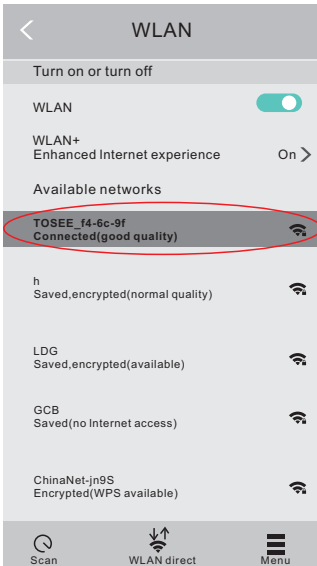 WLAN
Turn on or turn off
WLAN
WLAN+
Enhanced Internet experience On
Available networks
TOSEE_f4-6c-9f
Connected(good quality)
h
Saved,encrypted(normal quality)
LDG
Saved,encrypted(available)
GCB
Saved(no Internet access)
ChinaNet-jn9S
Encrypted(WPS available)
Scan WLAN direct Menu